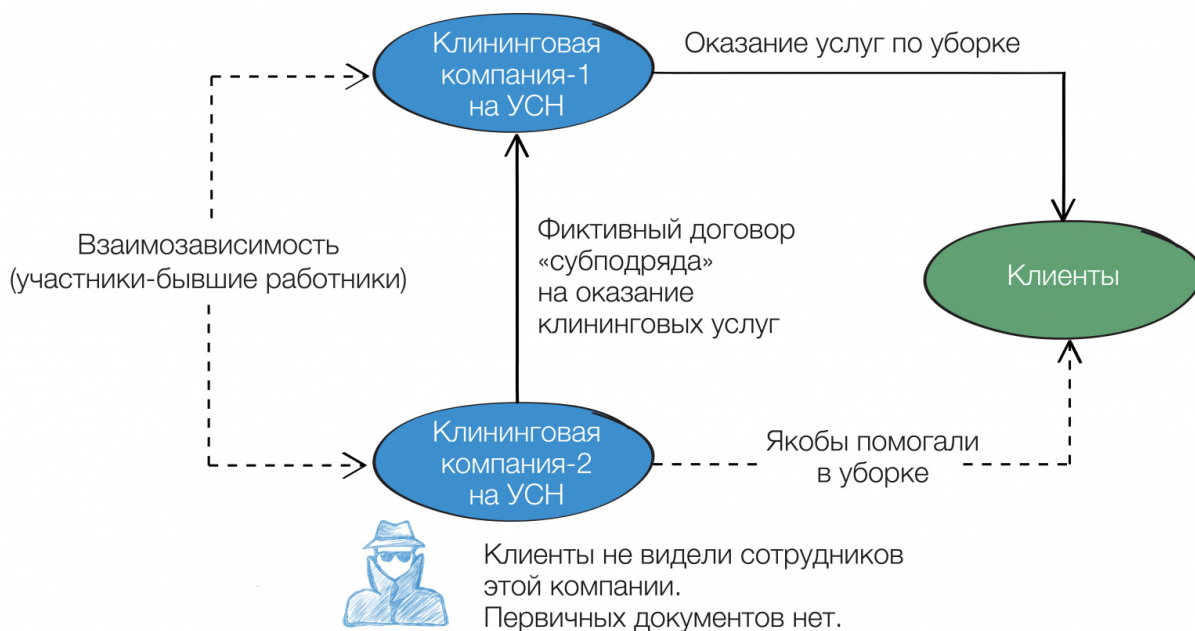 Клининговая
компания-1
на УСН
Оказание услуг по уборке
Взаимозависимость
(участники-бывшие работники)
Фиктивный договор
«субподряда»
на оказание
клининговых услуг
Клиенты
Клининговая
компания-2
на УСН
Якобы помогали
в уборке
Клиенты не видели сотрудников
этой компании.
Первичных документов нет.